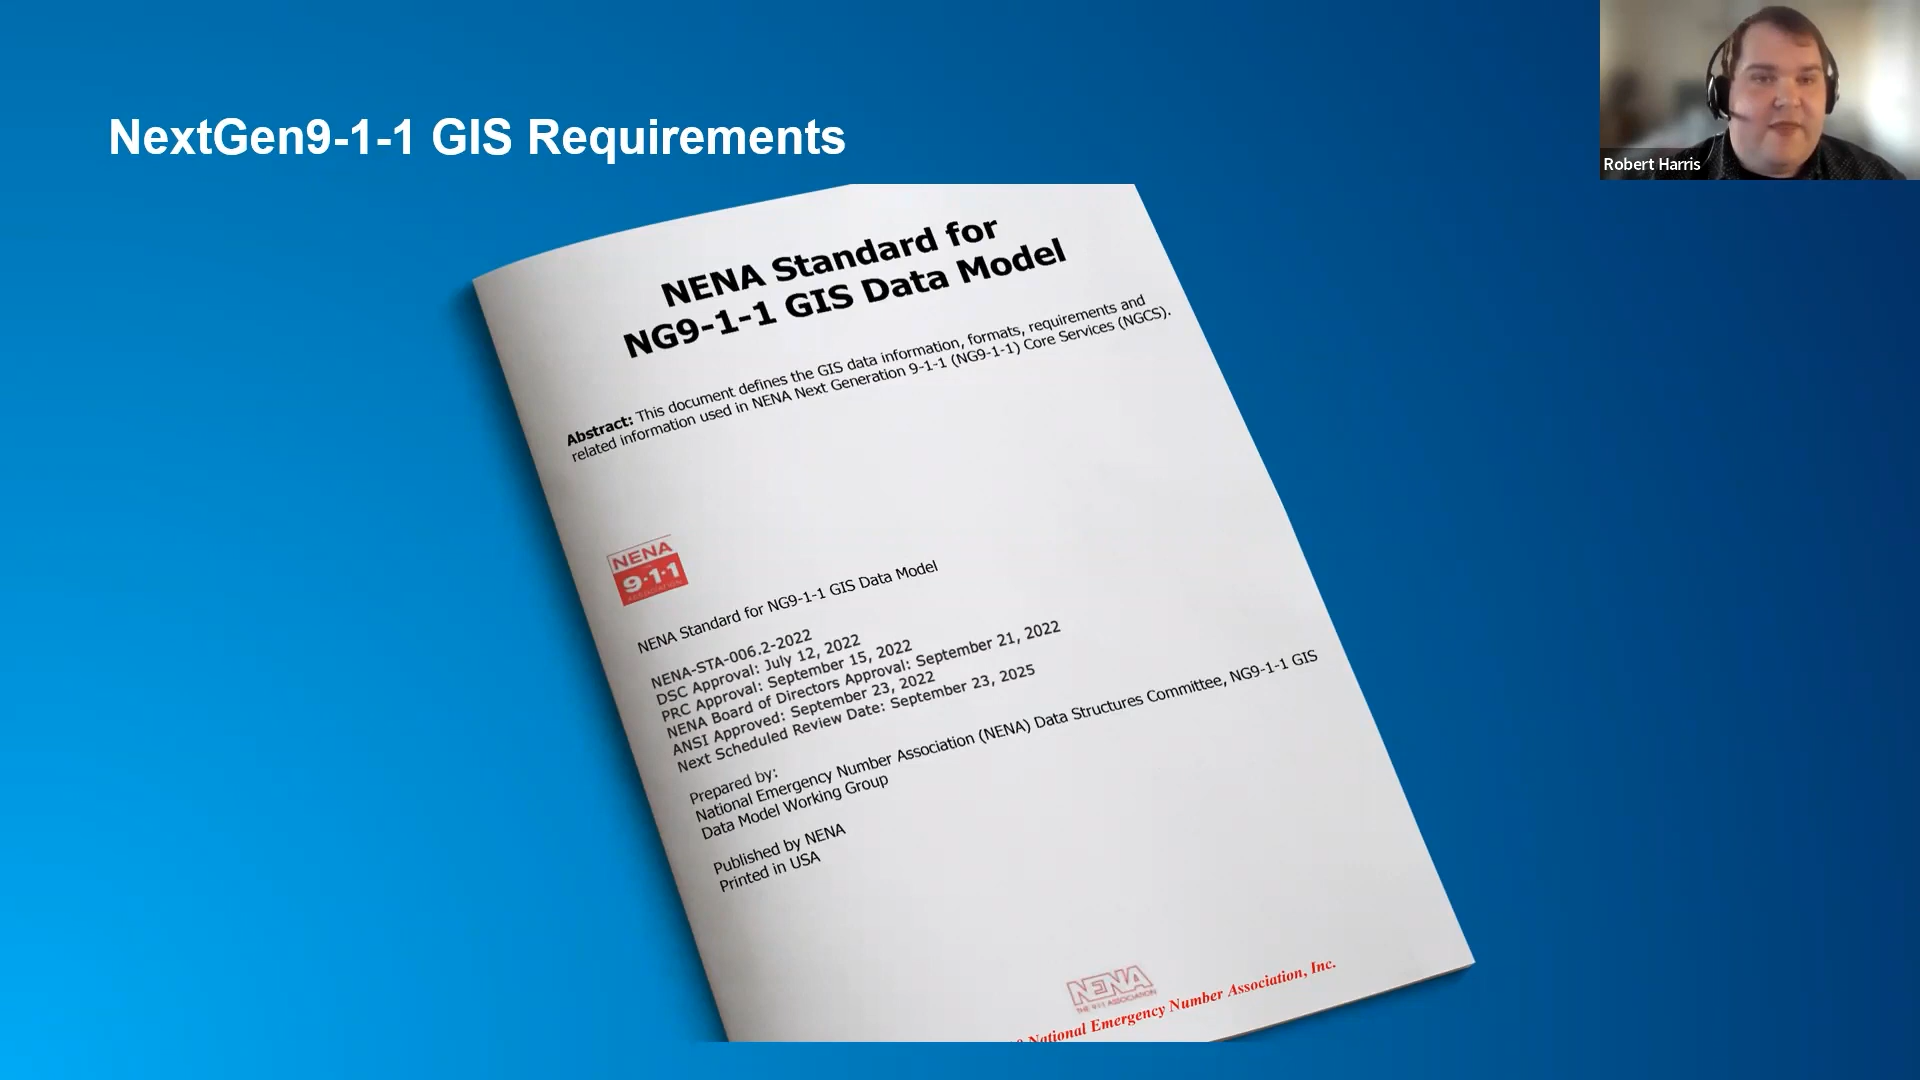 NextGen9-1-1 GIS Requirements
Robert Harris
NENA Standard for
NG9-1-1 GIS Data Model
Abstract: This document defines the GIS data information, formats, requirements and
related information used in NENA Next Generation 9-1-1 (NG9-1-1) Core Services (NGCS).
NENA
9-1-1
ASSOCIATION
NENA Standard for NG9-1-1 GIS Data Model
NENA-STA-006.2-2022
DSC Approval: July 12, 2022
PRC Approval: September 15, 2022
NENA Board of Directors Approval: September 21, 2022
ANSI Approved: September 23, 2022
Next Scheduled Review Date: September 23, 2025
Prepared by:
National Emergency Number Association (NENA) Data Structures Committee, NG9-1-1 GIS
Data Model Working Group
Published by NENA
Printed in USA
NENA
THE 9-1-1 ASSOCIATION
National Emergency Number Association, Inc.